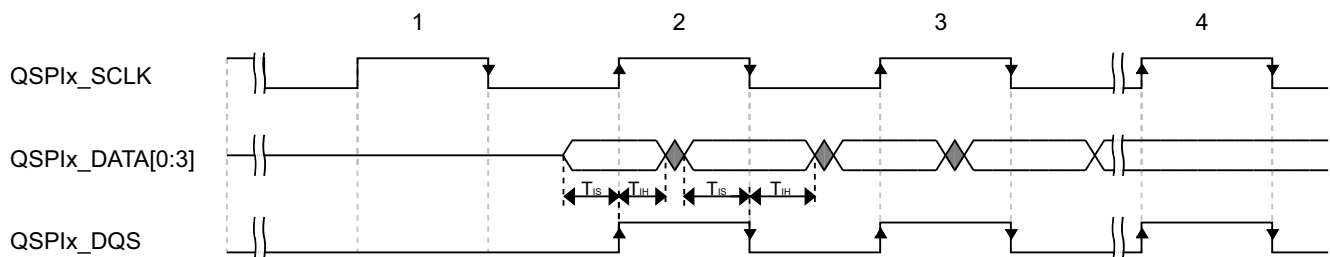 1 2 3 4
QSPIx_SCLK
QSPIx_DATA[0:3]
TIS TIH TIS TIH
QSPIx_DQS